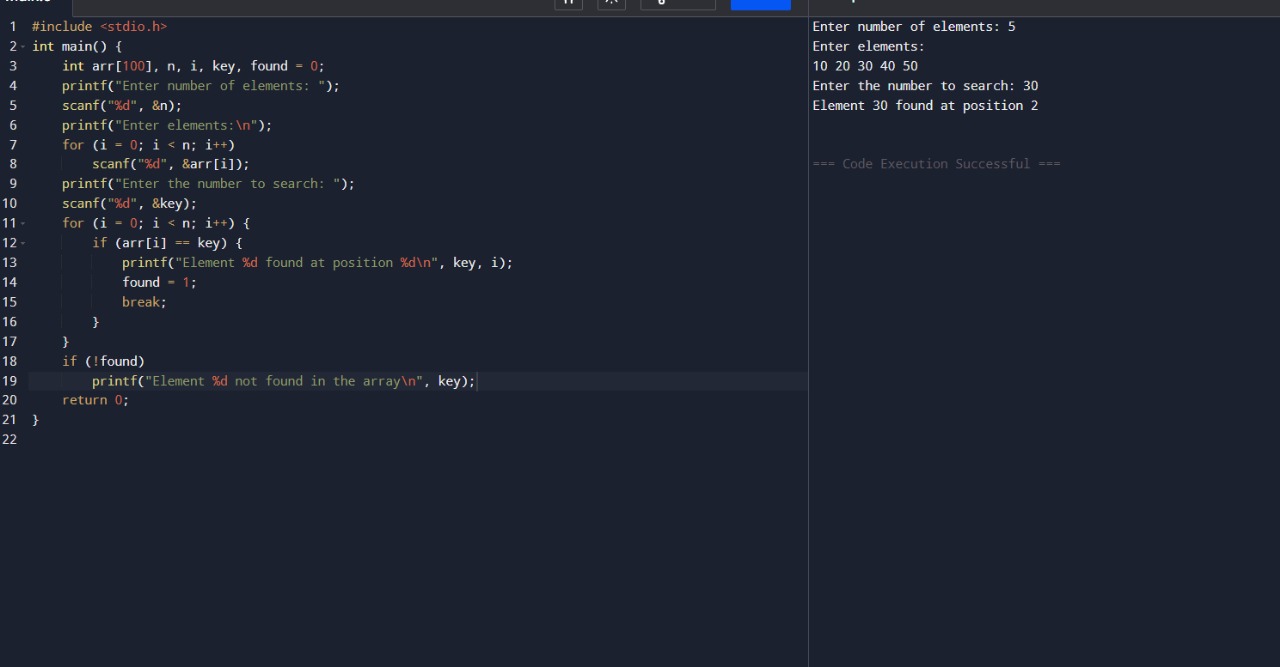 1 #include <stdio.h>
2 int main() {
3 int arr[100], n, i, key, found = 0;
4 printf("Enter number of elements: ");
5 scanf("%d", &n);
6 printf("Enter elements:\n");
7 for (i = 0; i < n; i++)
8 scanf("%d", &arr[i]);
9 printf("Enter the number to search: ");
10 scanf("%d", &key);
11 for (i = 0; i < n; i++) {
12 if (arr[i] == key) {
13 printf("Element %d found at position %d\n", key, i);
14 found = 1;
15 break;
16 }
17 }
18 if (!found)
19 printf("Element %d not found in the array\n", key);
20 return 0;
21 }
22
Enter number of elements: 5
Enter elements:
10 20 30 40 50
Enter the number to search: 30
Element 30 found at position 2
=== Code Execution Successful ===